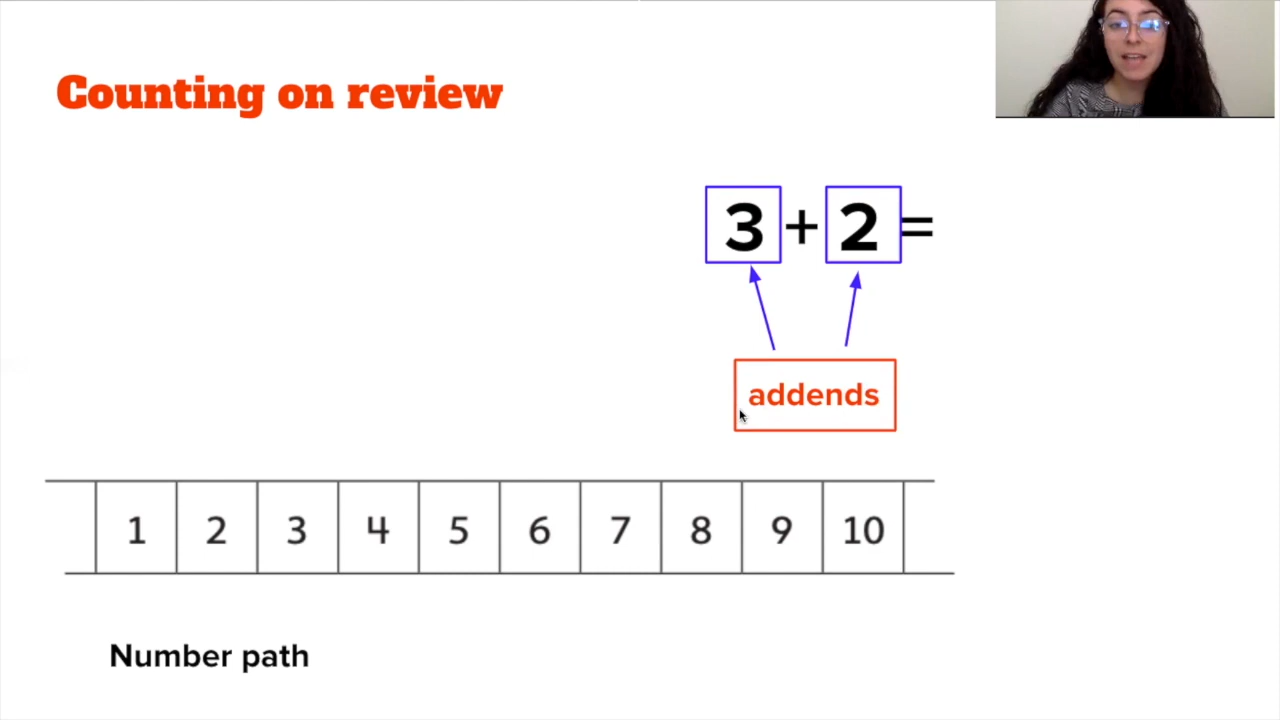 Counting on review
3 + 2 =
addends
1 2 3 4 5 6 7 8 9 10
Number path